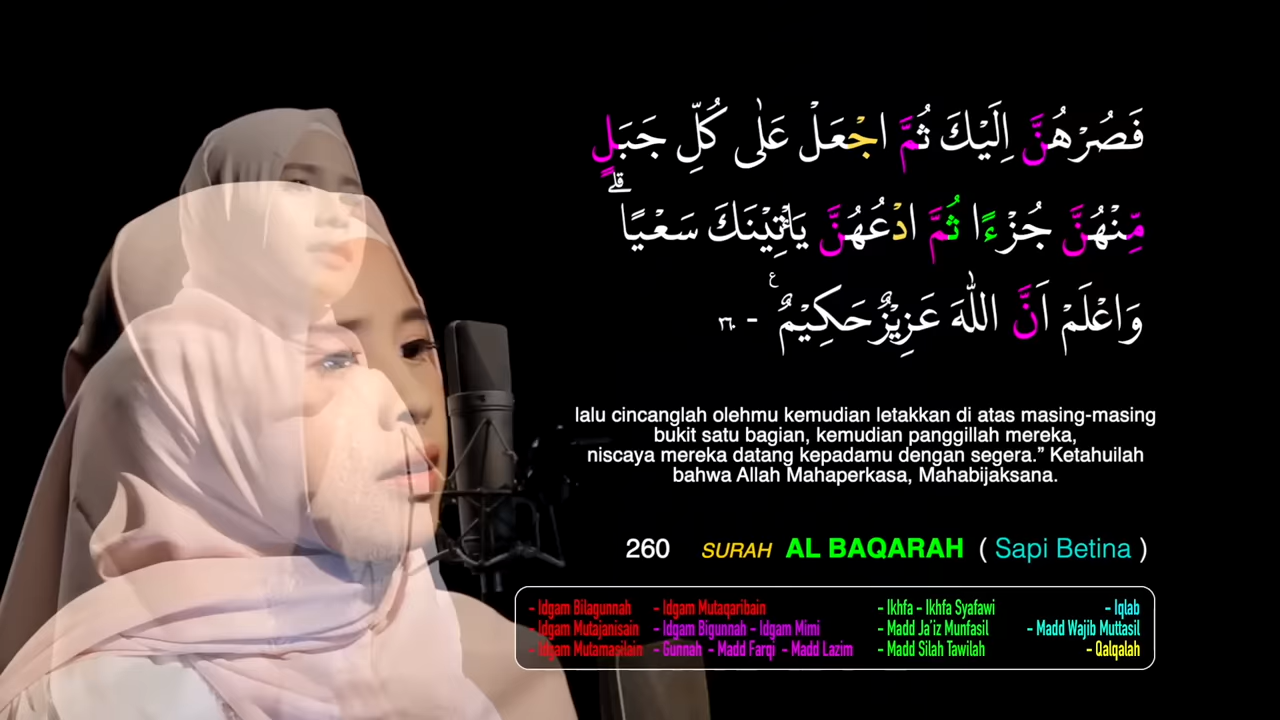 فَصُرْهُنَّ اِلَيْكَ ثُمَّ اجْعَلْ عَلٰى كُلِّ جَبَلٍ
مِّنْهُنَّ جُزْءًا ثُمَّ ادْعُهُنَّ يَأْتِيْنَكَ سَعْيًا ۗ
وَاعْلَمْ اَنَّ اللّٰهَ عَزِيْزٌحَكِيْمٌ ࣖ - ٢٦٠
lalu cincanglah olehmu kemudian letakkan di atas masing-masing
bukit satu bagian, kemudian panggillah mereka,
niscaya mereka datang kepadamu dengan segera.” Ketahuilah
bahwa Allah Mahaperkasa, Mahabijaksana.
260 SURAH AL BAQARAH ( Sapi Betina )
- Idgam Bilagunnah - Idgam Mutaqaribain - Ikhfa - Ikhfa Syafawi - Iqlab
- Idgam Mutajanisain - Idgam Bigunnah - Idgam Mimi - Madd Ja'iz Munfasil - Madd Wajib Muttasil
- Idgam Mutamasilain - Gunnah - Madd Farqi - Madd Lazim - Madd Silah Tawilah - Qalqalah